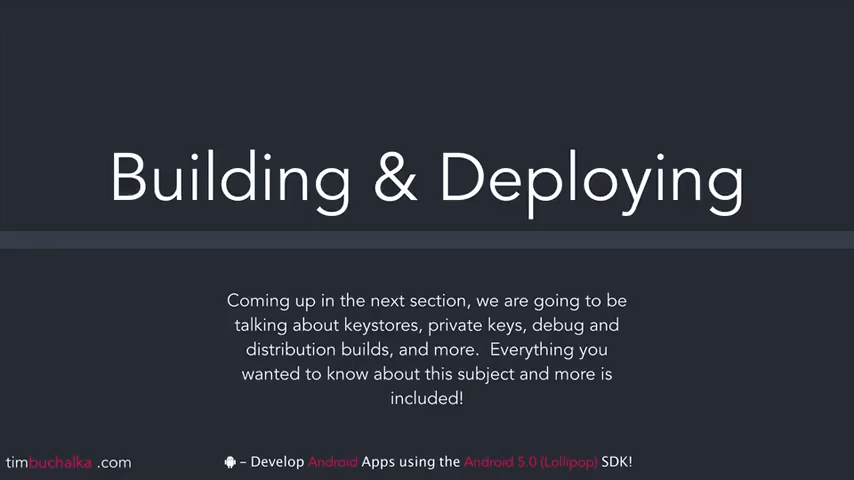 Building & Deploying
Coming up in the next section, we are going to be
talking about keystores, private keys, debug and
distribution builds, and more.  Everything you
wanted to know about this subject and more is
included!
timbuchalka .com
– Develop Android Apps using the Android 5.0 (Lollipop) SDK!